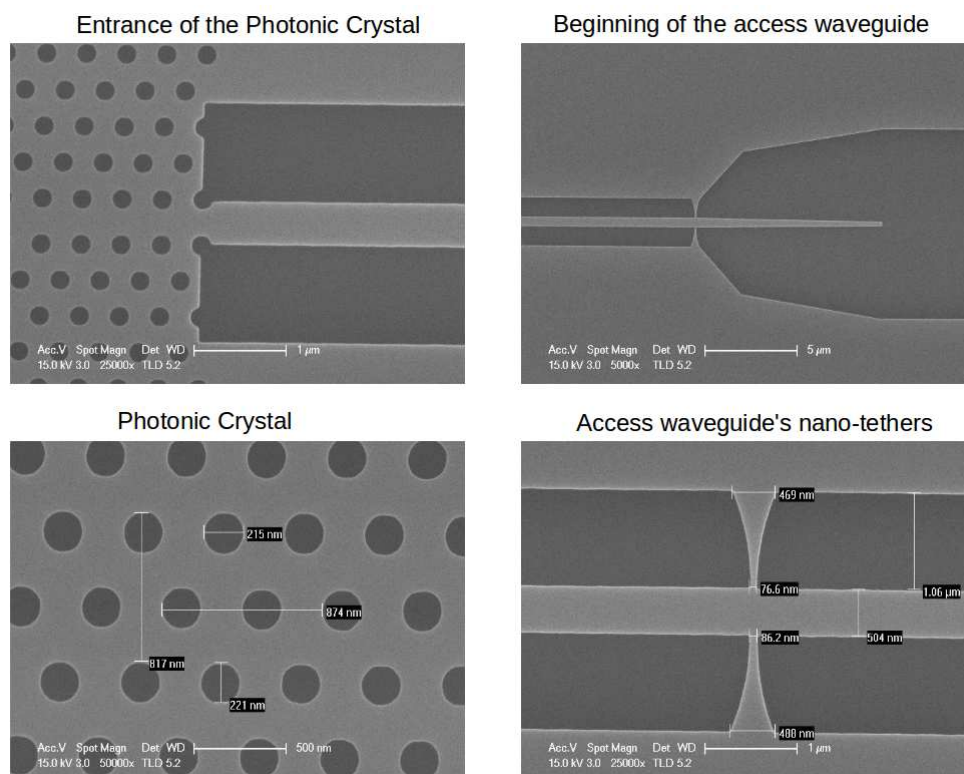 Entrance of the Photonic Crystal
Beginning of the access waveguide
Acc.V Spot Magn Det WD 1 µm
15.0 kV 3.0 25000x TLD 5.2
Acc.V Spot Magn Det WD 5 µm
15.0 kV 3.0 5000x TLD 5.2
Photonic Crystal
Access waveguide's nano-tethers
215 nm
874 nm
817 nm
221 nm
Acc.V Spot Magn Det WD 500 nm
15.0 kV 3.0 50000x TLD 5.2
469 nm
76.6 nm
1.06 µm
86.2 nm
504 nm
488 nm
Acc.V Spot Magn Det WD 1 µm
15.0 kV 3.0 25000x TLD 5.2